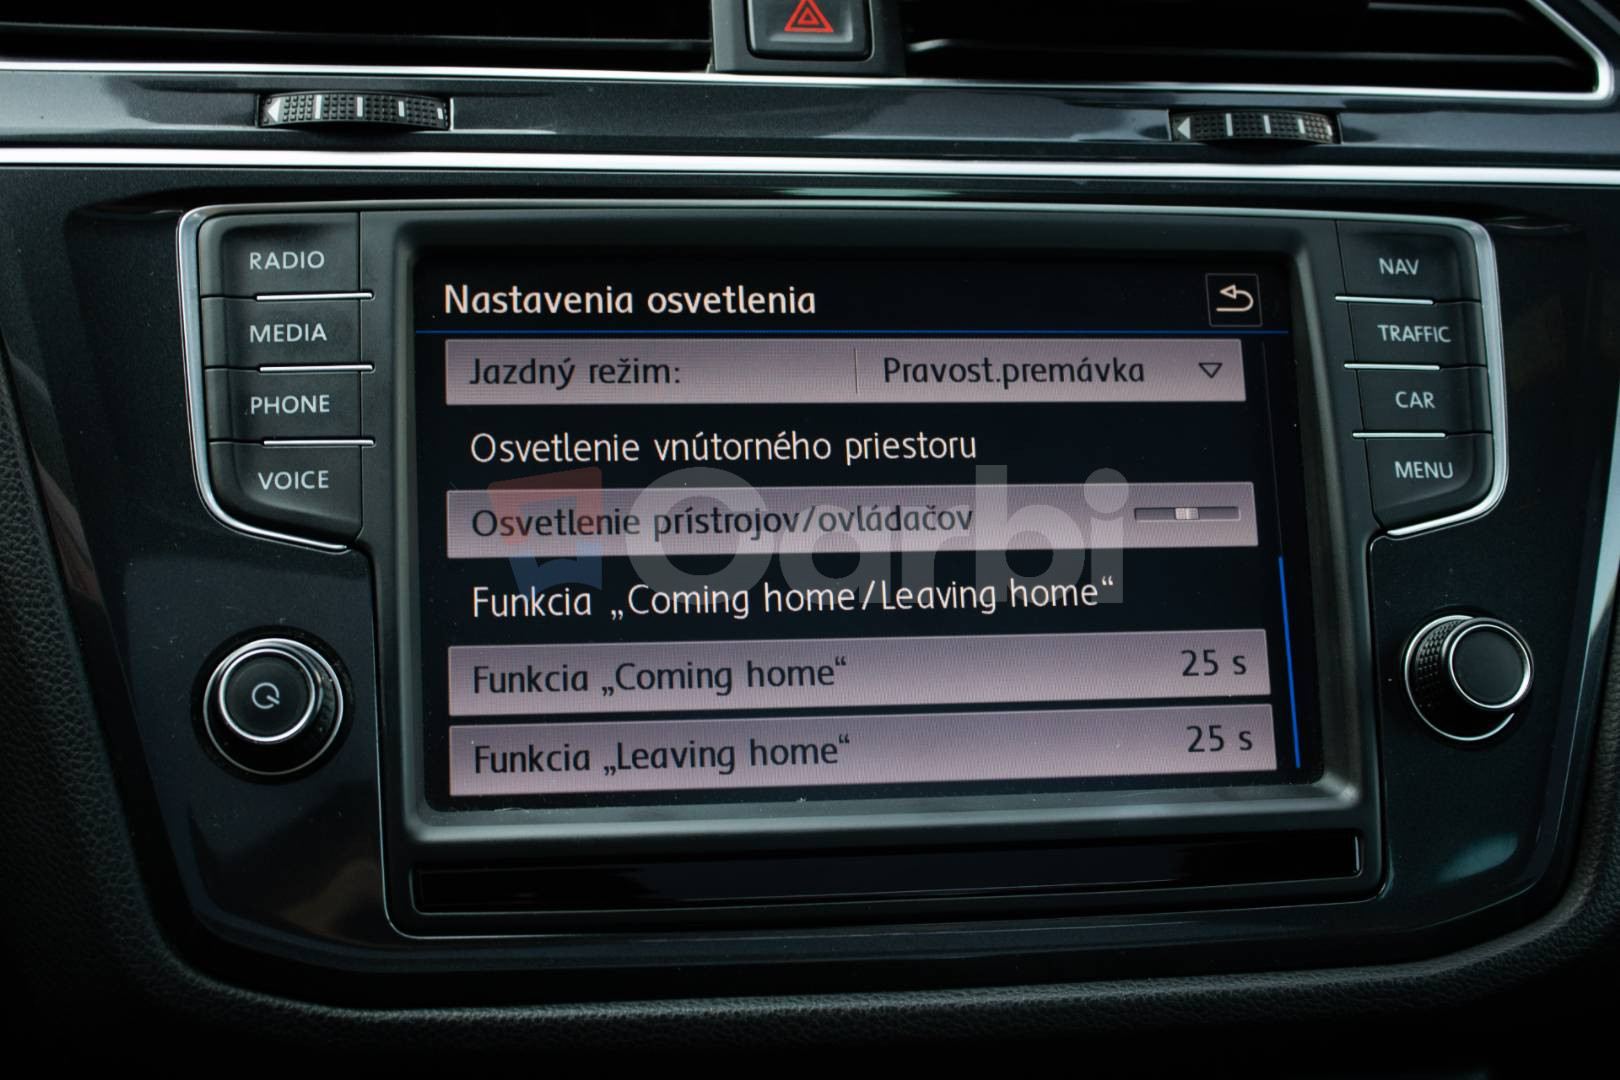 RADIO
MEDIA
PHONE
VOICE
Nastavenia osvetlenia
Jazdný režim: Pravost.premávka
Osvetlenie vnútorného priestoru
Osvetlenie prístrojov/ovládačov
Funkcia „Coming home/Leaving home“
Funkcia „Coming home“ 25 s
Funkcia „Leaving home“ 25 s
NAV
TRAFFIC
CAR
MENU
Carbi